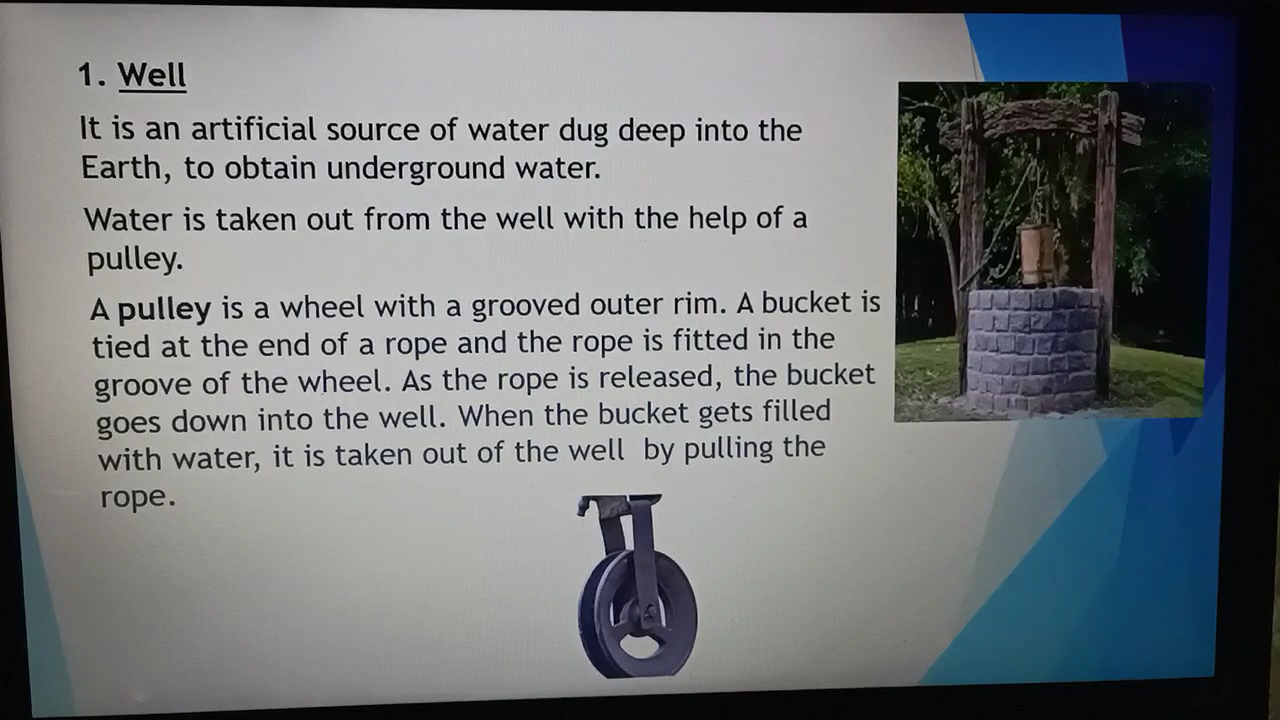 1. Well
It is an artificial source of water dug deep into the
Earth, to obtain underground water.
Water is taken out from the well with the help of a
pulley.
A pulley is a wheel with a grooved outer rim. A bucket is
tied at the end of a rope and the rope is fitted in the
groove of the wheel. As the rope is released, the bucket
goes down into the well. When the bucket gets filled
with water, it is taken out of the well by pulling the
rope.